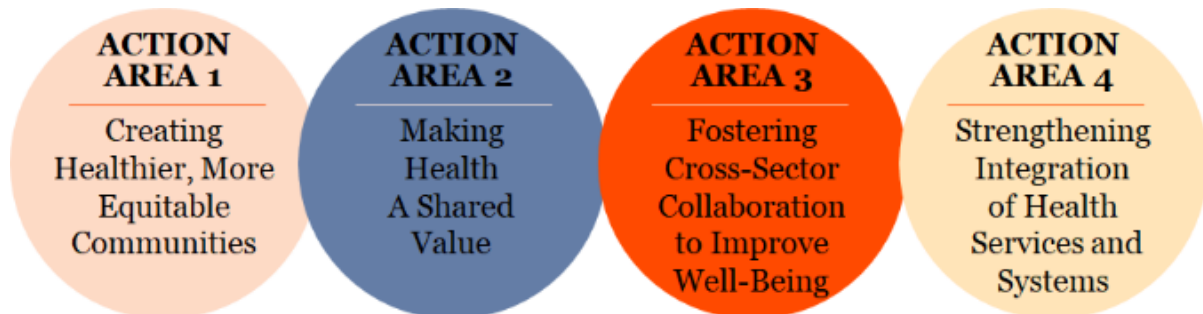 ACTION
AREA 1
Creating
Healthier, More
Equitable
Communities
ACTION
AREA 2
Making
Health
A Shared
Value
ACTION
AREA 3
Fostering
Cross-Sector
Collaboration
to Improve
Well-Being
ACTION
AREA 4
Strengthening
Integration
of Health
Services and
Systems